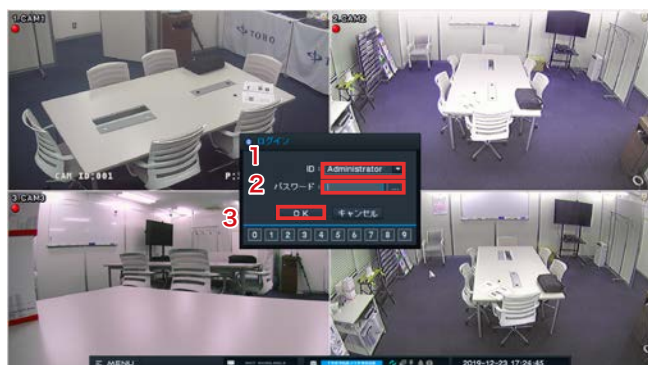 1.CAM1
2.CAM2
TOHO
CAM ID:001
P:
ログイン
1
ID : Administrator
2
パスワード :
3
OK キャンセル
0 1 2 3 4 5 6 7 8 9
3.CAM3
MENU
2019-12-23 17:24:45